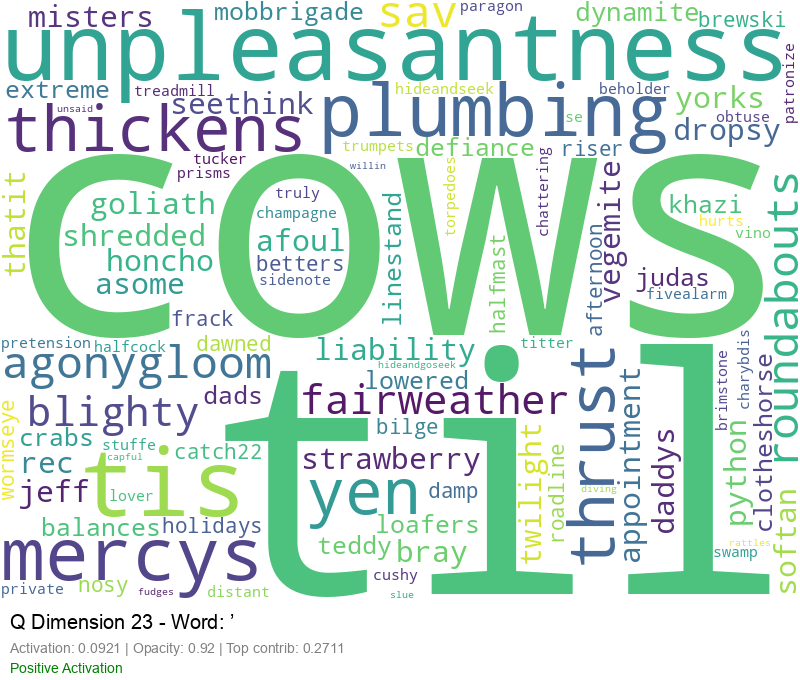 misters mobbrigade sav paragon dynamite brewski
unpleasantness
extreme treadmill hideandseek beholder patronize
unsaid seethink plumbing se yorks obtuse
thickens trumpets defiance riser dropsy
tucker willin
prisms
thatit cows
goliath truly torpedoes chattering vegemite khazi hurts
champagne vino
shredded afoul linestand afternoon roundabouts
honcho betters judas
asome sidenote halfmast fivealarm
frack
pretension halfcock dawned liability titter
agonygloom hideandgoseek til
lowered thrust charybdis
dads fairweather brimstone clotheshorse
blighty bilge
wormseye crabs stuffe catch22 strawberry twilight roadline appointment daddys python
capful
rec tis
jeff lover yen damp diving softan
balances holidays loafers
mercys teddy bray rattles
swamp
cushy
private nosy fudges distant slue
Q Dimension 23 - Word: ’
Activation: 0.0921 | Opacity: 0.92 | Top contrib: 0.2711
Positive Activation